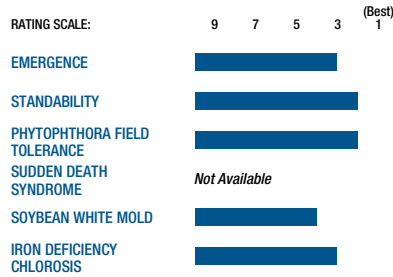 (Best)
RATING SCALE: 9 7 5 3 1
EMERGENCE
STANDABILITY
PHYTOPHTHORA FIELD
TOLERANCE
SUDDEN DEATH
SYNDROME
Not Available
SOYBEAN WHITE MOLD
IRON DEFICIENCY
CHLOROSIS